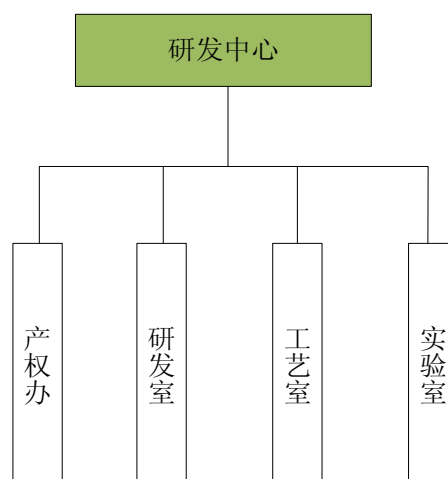 研发中心
产权办
研发室
工艺室
实验室